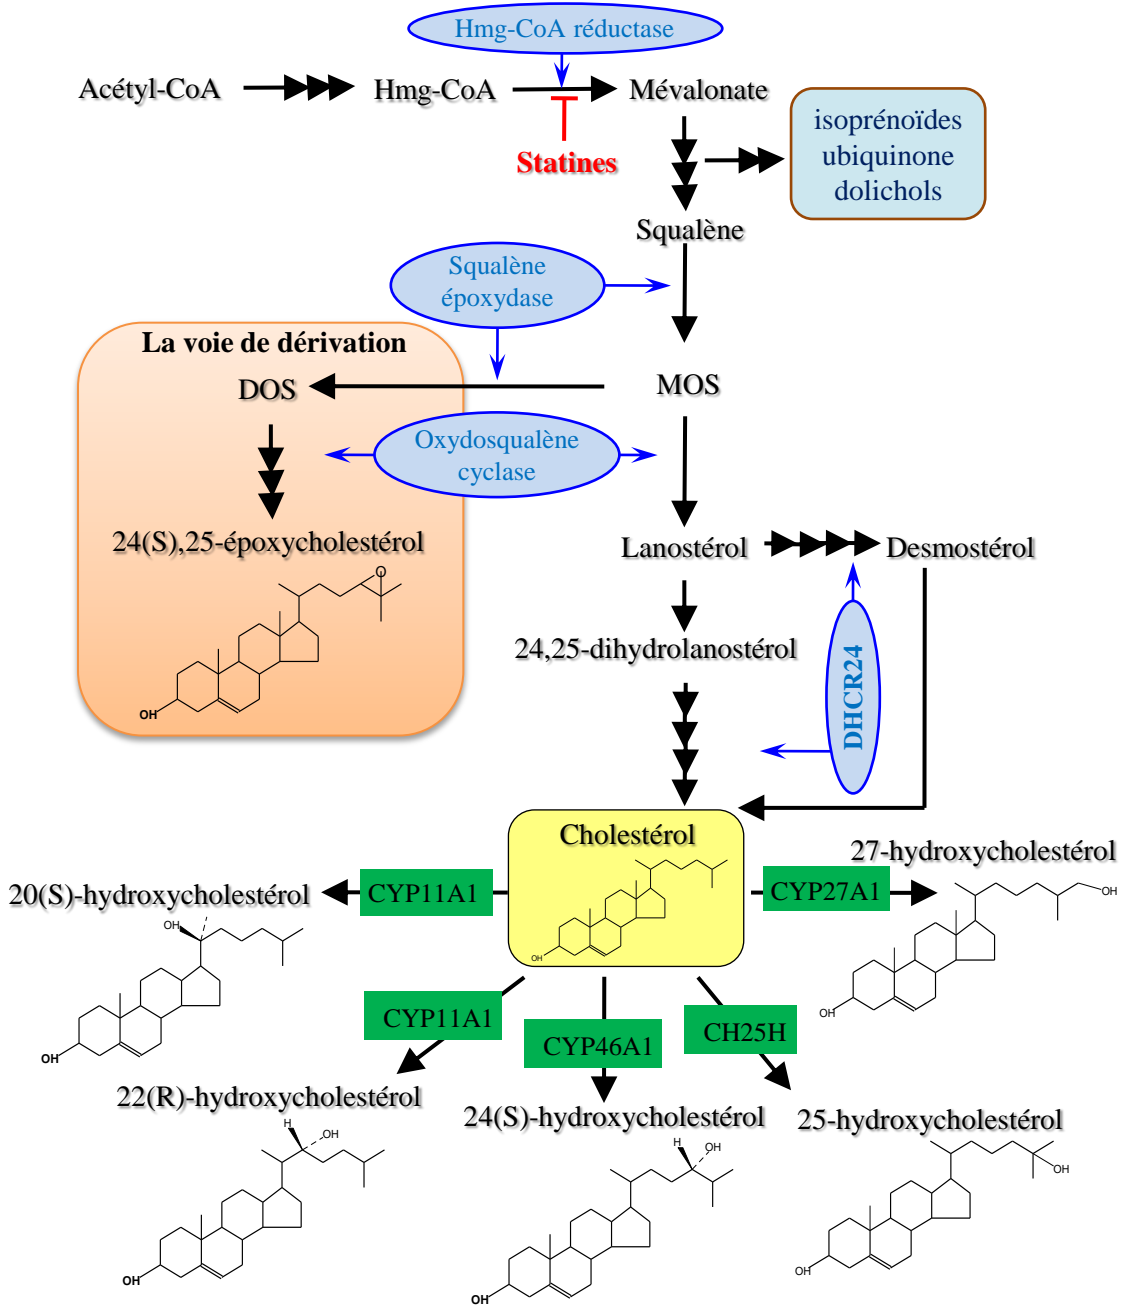 Hmg-CoA réductase
Acétyl-CoA
Hmg-CoA
Mévalonate
Statines
isoprénoïdes
ubiquinone
dolichols
Squalène
Squalène
époxydase
La voie de dérivation
DOS
MOS
Oxydosqualène
cyclase
24(S),25-époxycholestérol
O
OH
Lanostérol
Desmostérol
24,25-dihydrolanostérol
DHCR24
Cholestérol
OH
27-hydroxycholestérol
CYP27A1
OH
OH
20(S)-hydroxycholestérol
CYP11A1
OH
OH
CYP11A1
CYP46A1
CH25H
22(R)-hydroxycholestérol
H
OH
OH
24(S)-hydroxycholestérol
H
OH
OH
25-hydroxycholestérol
OH
OH